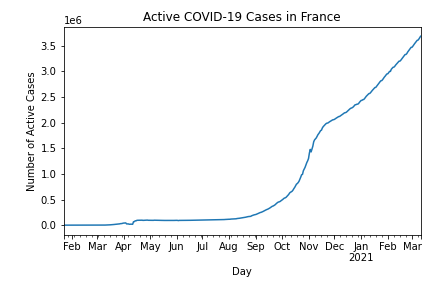 Active COVID-19 Cases in France
1e6
3.5
3.0
2.5
2.0
1.5
1.0
0.5
0.0
Number of Active Cases
Feb Mar Apr May Jun Jul Aug Sep Oct Nov Dec Jan Feb Mar
2021
Day